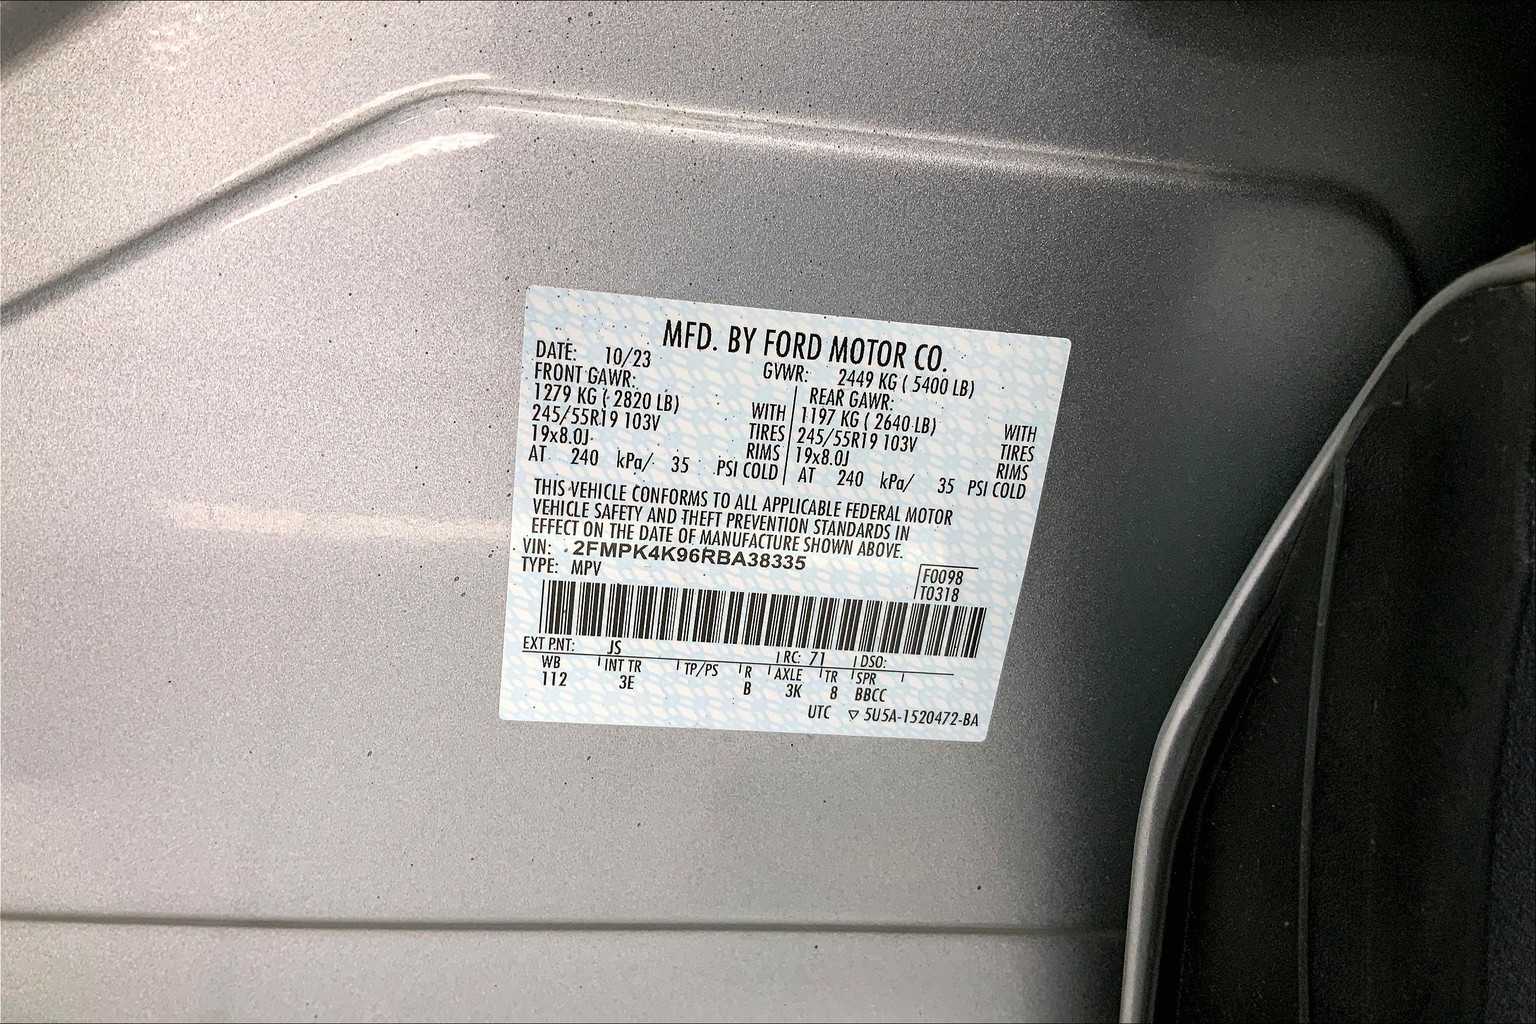 MFD. BY FORD MOTOR CO.
DATE: 10/23 GVWR: 2449 KG ( 5400 LB)
FRONT GAWR: REAR GAWR:
1279 KG ( 2820 LB) WITH 1197 KG ( 2640 LB) WITH
245/55R19 103V TIRES 245/55R19 103V TIRES
19x8.0J RIMS 19x8.0J RIMS
AT 240 kPa/ 35 PSI COLD AT 240 kPa/ 35 PSI COLD
THIS VEHICLE CONFORMS TO ALL APPLICABLE FEDERAL MOTOR
VEHICLE SAFETY AND THEFT PREVENTION STANDARDS IN
EFFECT ON THE DATE OF MANUFACTURE SHOWN ABOVE.
VIN: 2FMPK4K96RBA38335
TYPE: MPV
F0098
T0318
EXT PNT: JS RC: 71 DSO:
WB INT TR TP/PS R AXLE TR SPR
112 3E B 3K 8 BBCC
UTC ▽ 5U5A-1520472-BA